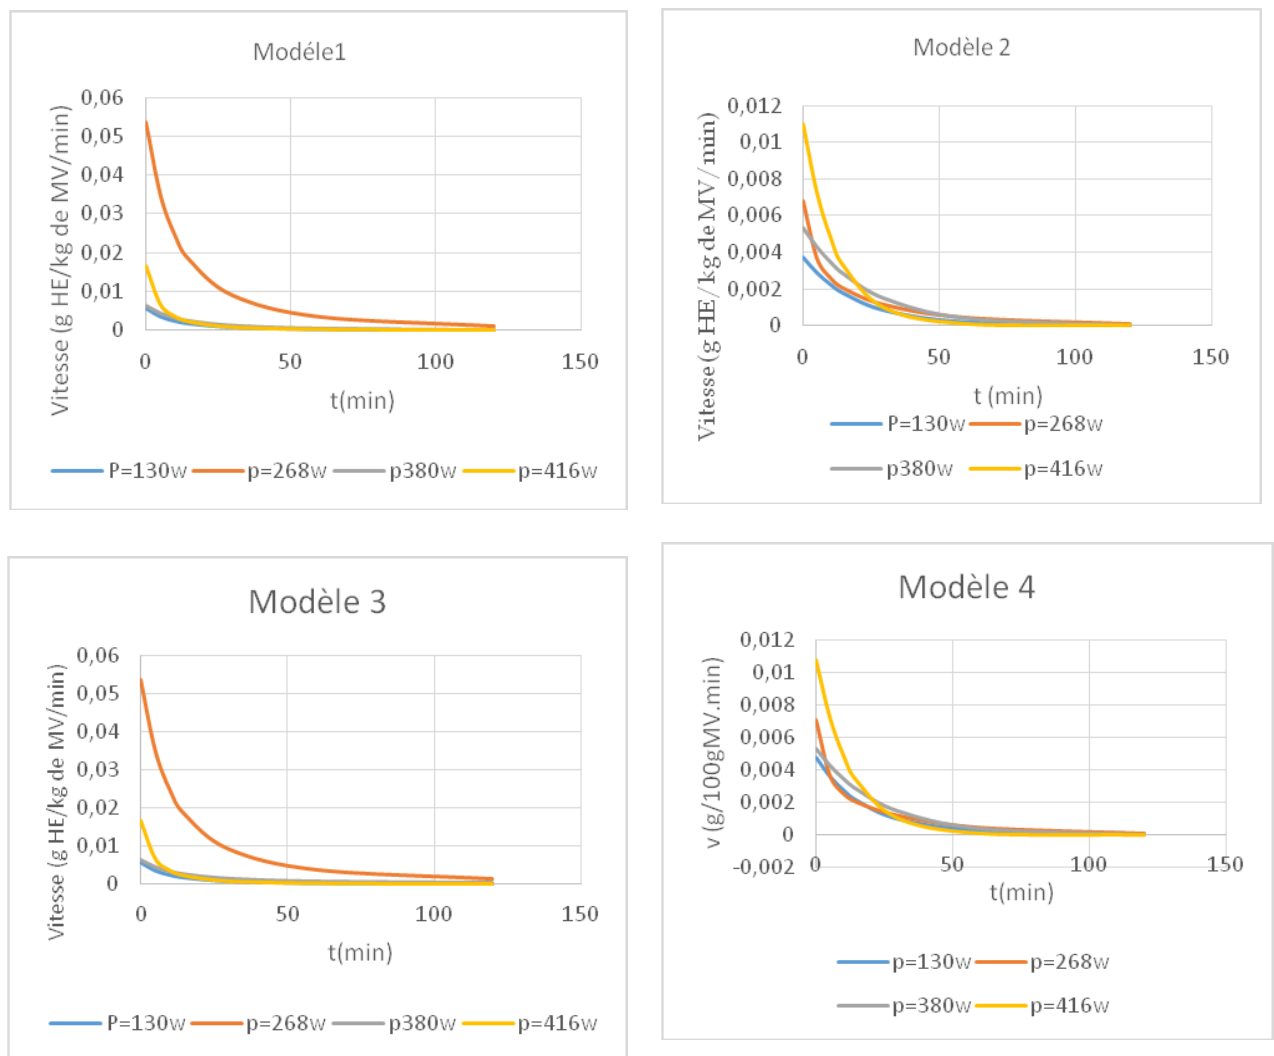 Modéle1
Vitesse (g HE/kg de MV/min)
0,06
0,05
0,04
0,03
0,02
0,01
0
0 50 100 150
t(min)
P=130w p=268w p380w p=416w
Modèle 2
Vitesse (g HE/kg de MV/min)
0,012
0,01
0,008
0,006
0,004
0,002
0
0 50 100 150
t (min)
P=130w p=268w
p380w p=416w
Modèle 3
Vitesse (g HE/kg de MV/min)
0,06
0,05
0,04
0,03
0,02
0,01
0
0 50 100 150
t(min)
P=130w p=268w p380w p=416w
Modèle 4
v (g/100gMV.min)
0,012
0,01
0,008
0,006
0,004
0,002
0
-0,002
0 50 100 150
t(min)
p=130w p=268w
p=380w p=416w